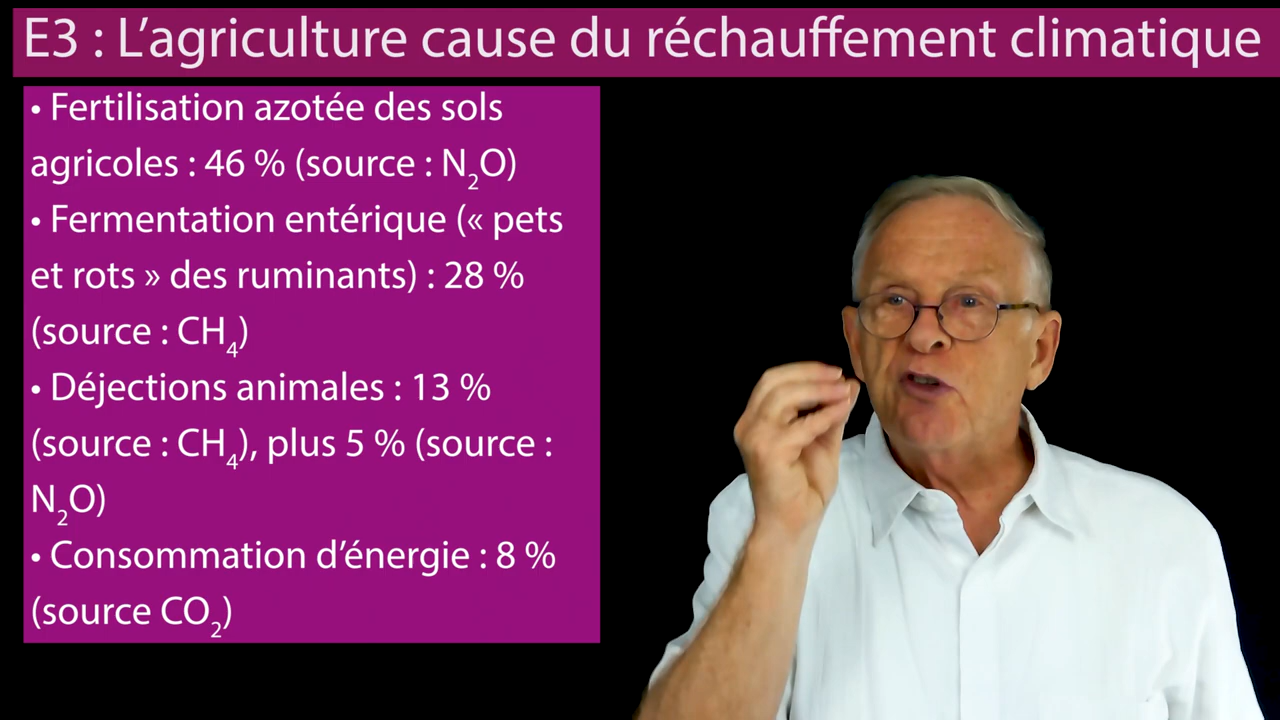 E3 : L’agriculture cause du réchauffement climatique
• Fertilisation azotée des sols
agricoles : 46 % (source : N₂O)
• Fermentation entérique (« pets
et rots » des ruminants) : 28 %
(source : CH₄)
• Déjections animales : 13 %
(source : CH₄), plus 5 % (source :
N₂O)
• Consommation d’énergie : 8 %
(source CO₂)